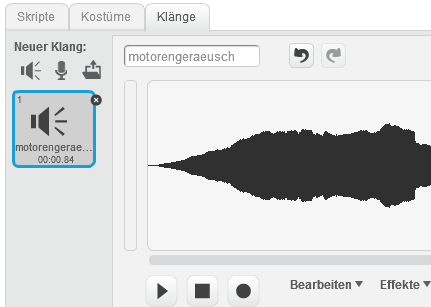 Skripte Kostüme Klänge
Neuer Klang:
motorengeraeusch
1
motorengerae...
00:00.84
Bearbeiten Effekte